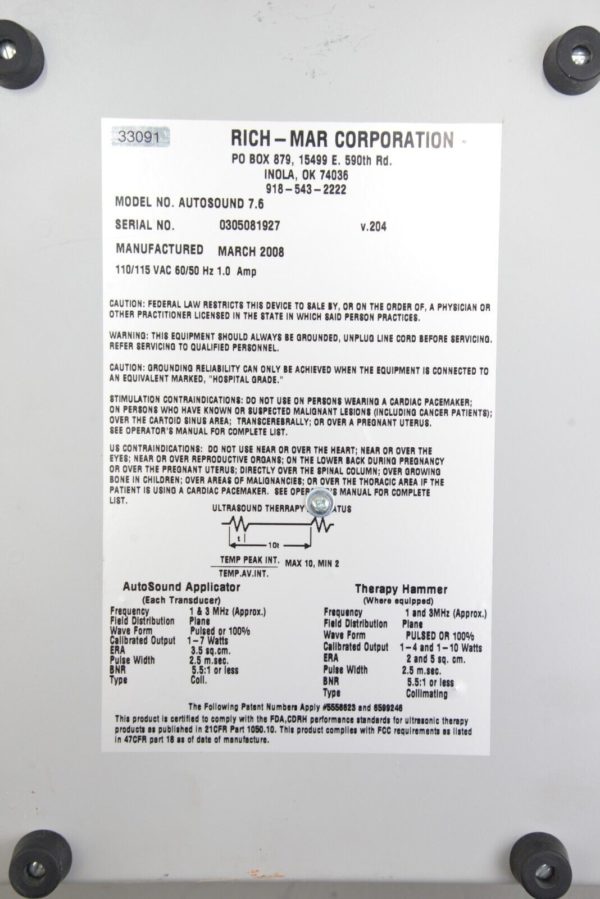 33091
RICH-MAR CORPORATION
PO BOX 879, 15499 E. 590th Rd.
INOLA, OK 74036
918-543-2222
MODEL NO. AUTOSOUND 7.6
SERIAL NO. 0305081927 v.204
MANUFACTURED MARCH 2008
110/115 VAC 60/50 Hz 1.0 Amp
CAUTION: FEDERAL LAW RESTRICTS THIS DEVICE TO SALE BY, OR ON THE ORDER OF, A PHYSICIAN OR
OTHER PRACTITIONER LICENSED IN THE STATE IN WHICH SAID PERSON PRACTICES.
WARNING: THIS EQUIPMENT SHOULD ALWAYS BE GROUNDED, UNPLUG LINE CORD BEFORE SERVICING.
REFER SERVICING TO QUALIFIED PERSONNEL.
CAUTION: GROUNDING RELIABILITY CAN ONLY BE ACHIEVED WHEN THE EQUIPMENT IS CONNECTED TO
AN EQUIVALENT MARKED, "HOSPITAL GRADE."
STIMULATION CONTRAINDICATIONS: DO NOT USE ON PERSONS WEARING A CARDIAC PACEMAKER;
ON PERSONS WHO HAVE KNOWN OR SUSPECTED MALIGNANT LESIONS (INCLUDING CANCER PATIENTS);
OVER THE CARTOID SINUS AREA; TRANSCEREBRALLY; OR OVER A PREGNANT UTERUS.
SEE OPERATOR'S MANUAL FOR COMPLETE LIST.
US CONTRAINDICATIONS: DO NOT USE NEAR OR OVER THE HEART; NEAR OR OVER THE
EYES; NEAR OR OVER REPRODUCTIVE ORGANS; ON THE LOWER BACK DURING PREGNANCY
OR OVER THE PREGNANT UTERUS; DIRECTLY OVER THE SPINAL COLUMN; OVER GROWING
BONE IN CHILDREN; OVER AREAS OF MALIGNANCIES; OR OVER THE THORACIC AREA IF THE
PATIENT IS USING A CARDIAC PACEMAKER. SEE OPERATOR'S MANUAL FOR COMPLETE
LIST.
ULTRASOUND THERAPY ATUS
t
10t
TEMP PEAK INT. MAX 10, MIN 2
TEMP.AV.INT.
AutoSound Applicator
(Each Transducer)
Frequency 1 & 3 MHz (Approx.)
Field Distribution Plane
Wave Form Pulsed or 100%
Calibrated Output 1-7 Watts
ERA 3.5 sq.cm.
Pulse Width 2.5 m.sec.
BNR 5.5:1 or less
Type Coll.
Therapy Hammer
(Where equipped)
Frequency 1 and 3MHz (Approx.)
Field Distribution Plane
Wave Form PULSED OR 100%
Calibrated Output 1-4 and 1-10 Watts
ERA 2 and 5 sq. cm.
Pulse Width 2.5 m.sec.
BNR 5.5:1 or less
Type Collimating
The Following Patent Numbers Apply #5556623 and 6599246
This product is certified to comply with the FDA,CDRH performance standards for ultrasonic therapy
products as published in 21CFR Part 1050.10. This product complies with FCC requirements as listed
in 47CFR part 18 as of date of manufacture.